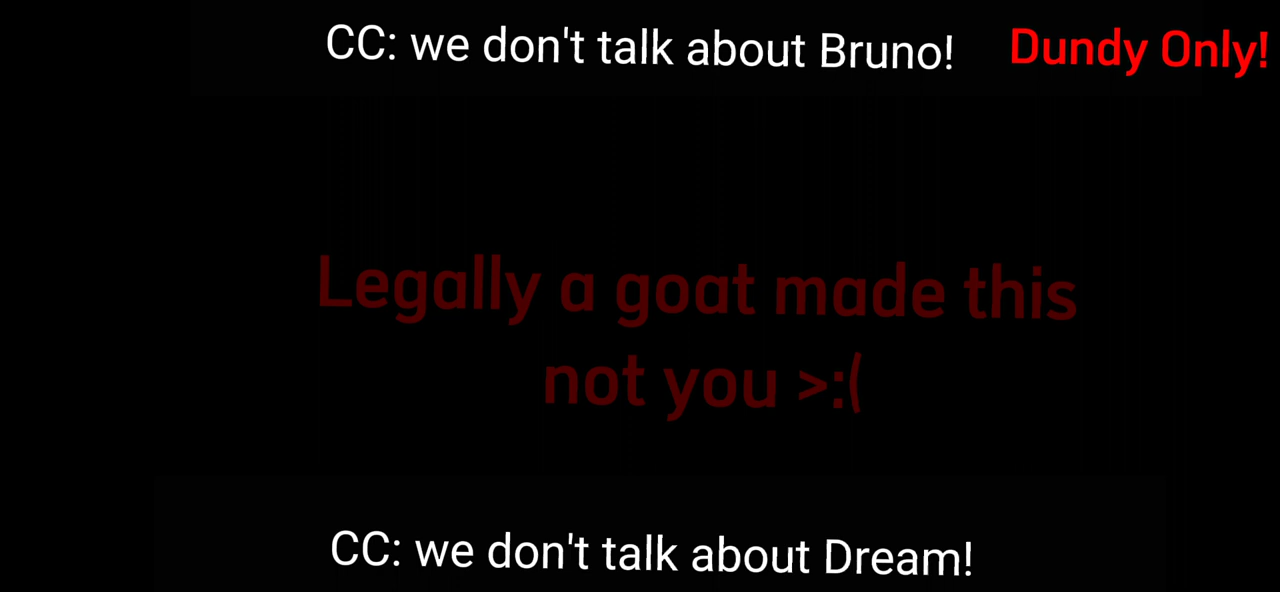 CC: we don't talk about Bruno! Dundy Only!
Legally a goat made this
not you >:(
CC: we don't talk about Dream!